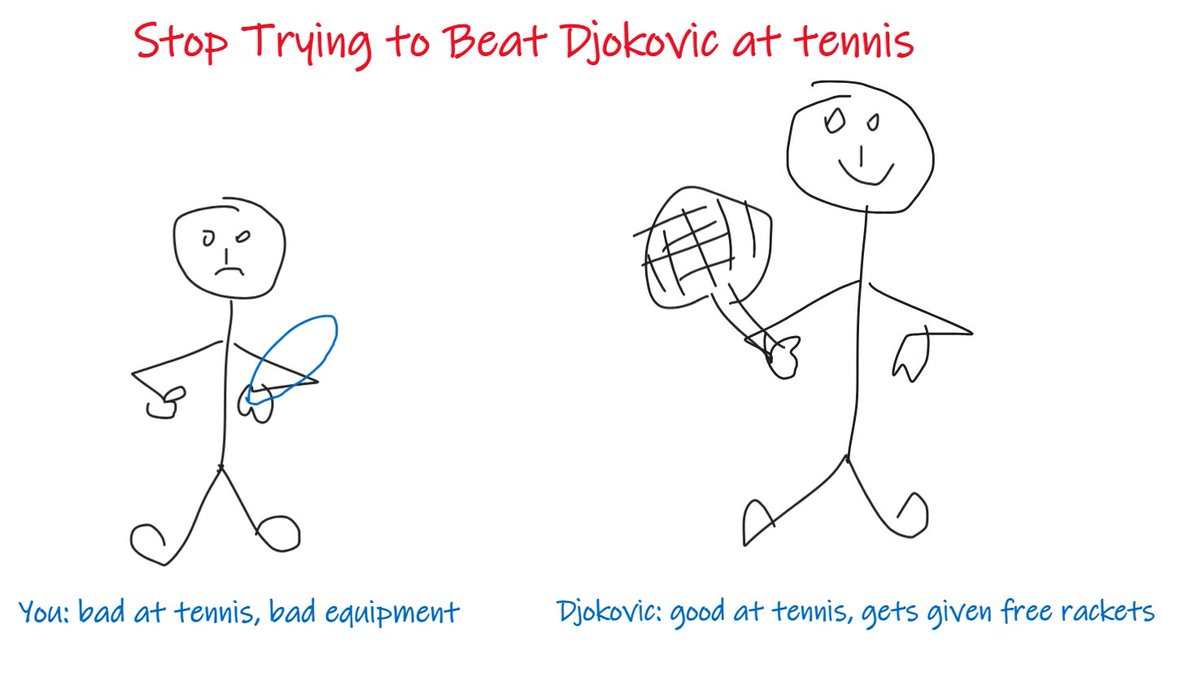 Stop Trying to Beat Djokovic at tennis
You: bad at tennis, bad equipment
Djokovic: good at tennis, gets given free rackets